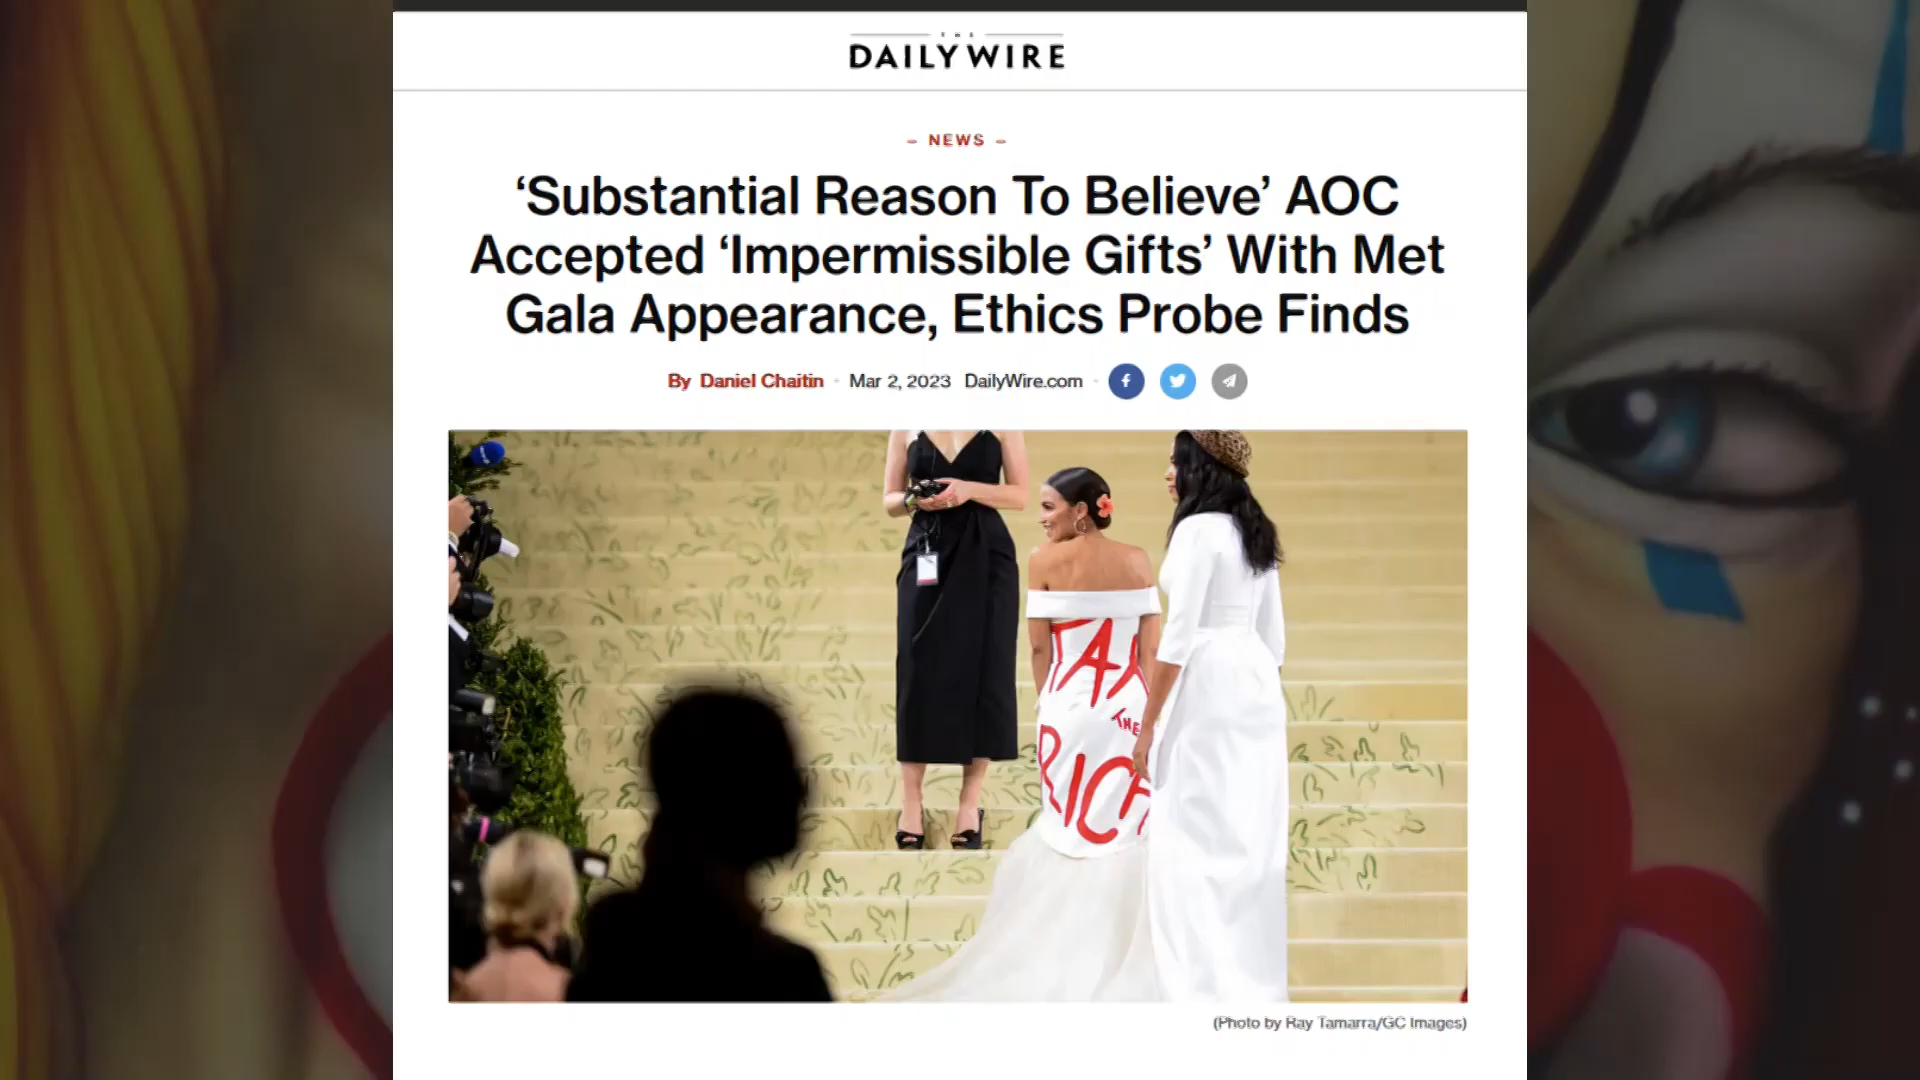 THE
DAILY WIRE
– NEWS –
‘Substantial Reason To Believe’ AOC
Accepted ‘Impermissible Gifts’ With Met
Gala Appearance, Ethics Probe Finds
By Daniel Chaitin · Mar 2, 2023 DailyWire.com ·
TAX
THE
RICH
(Photo by Ray Tamarra/GC Images)